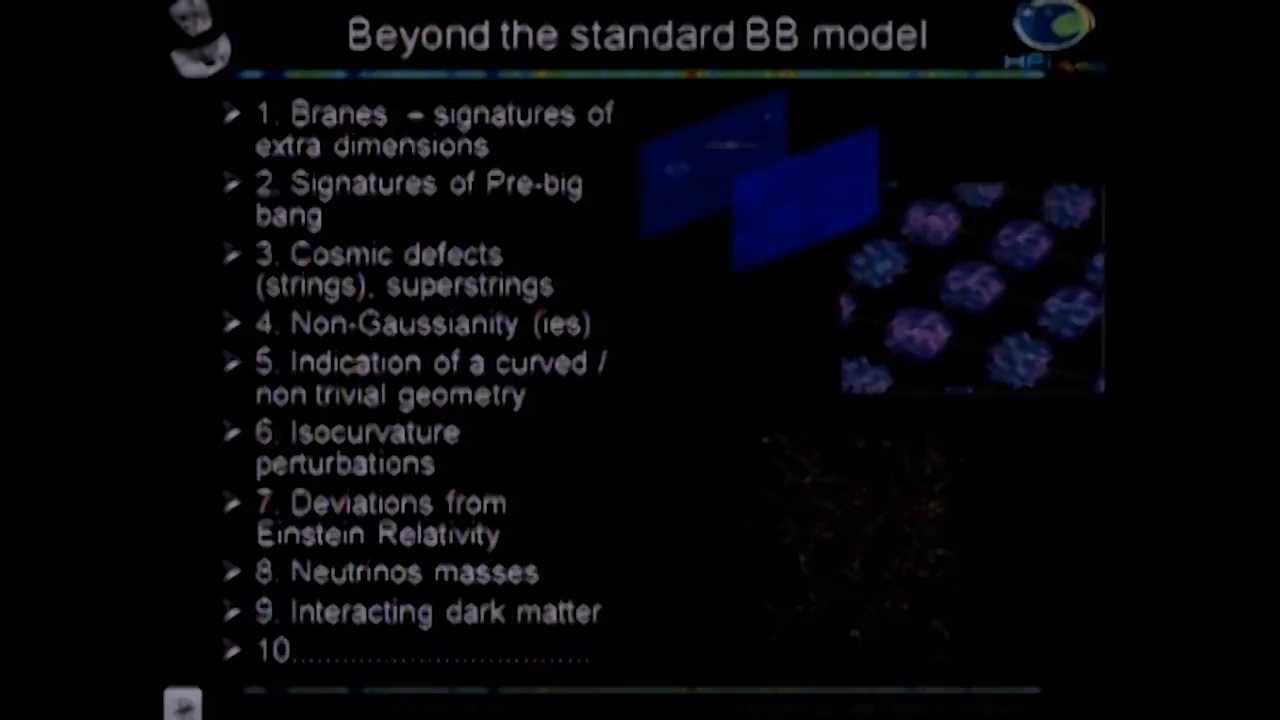 Beyond the standard BB model
HFi
1. Branes – signatures of
extra dimensions
2. Signatures of Pre-big
bang
3. Cosmic defects
(strings), superstrings
4. Non-Gaussianity (ies)
5. Indication of a curved /
non trivial geometry
6. Isocurvature
perturbations
7. Deviations from
Einstein Relativity
8. Neutrinos masses
9. Interacting dark matter
10..................................